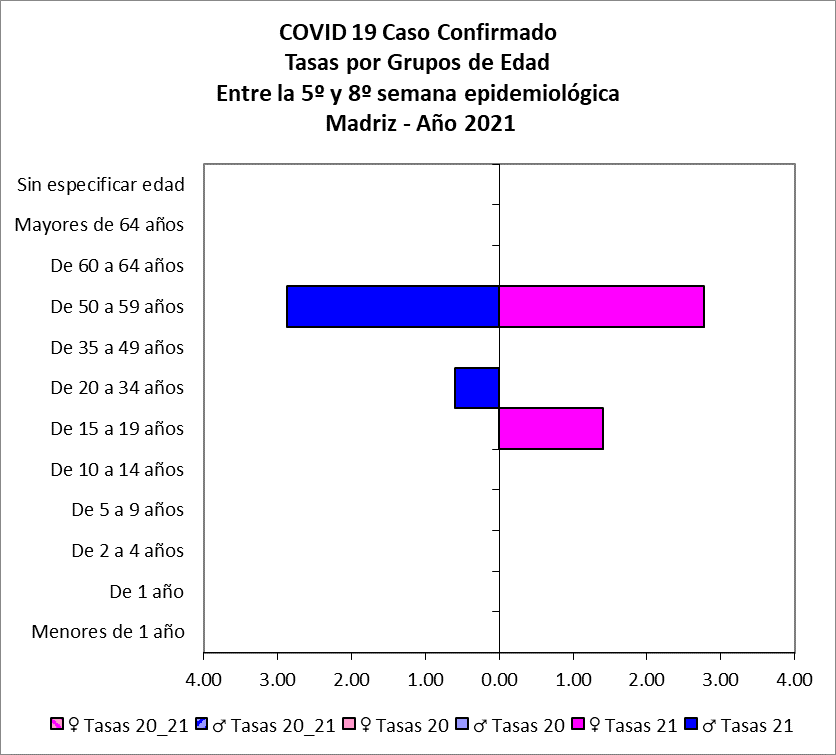 COVID 19 Caso Confirmado
Tasas por Grupos de Edad
Entre la 5º y 8º semana epidemiológica
Madriz - Año 2021
Sin especificar edad
Mayores de 64 años
De 60 a 64 años
De 50 a 59 años
De 35 a 49 años
De 20 a 34 años
De 15 a 19 años
De 10 a 14 años
De 5 a 9 años
De 2 a 4 años
De 1 año
Menores de 1 año
4.00 3.00 2.00 1.00 0.00 1.00 2.00 3.00 4.00
♀ Tasas 20_21 ♂ Tasas 20_21 ♀ Tasas 20 ♂ Tasas 20 ♀ Tasas 21 ♂ Tasas 21